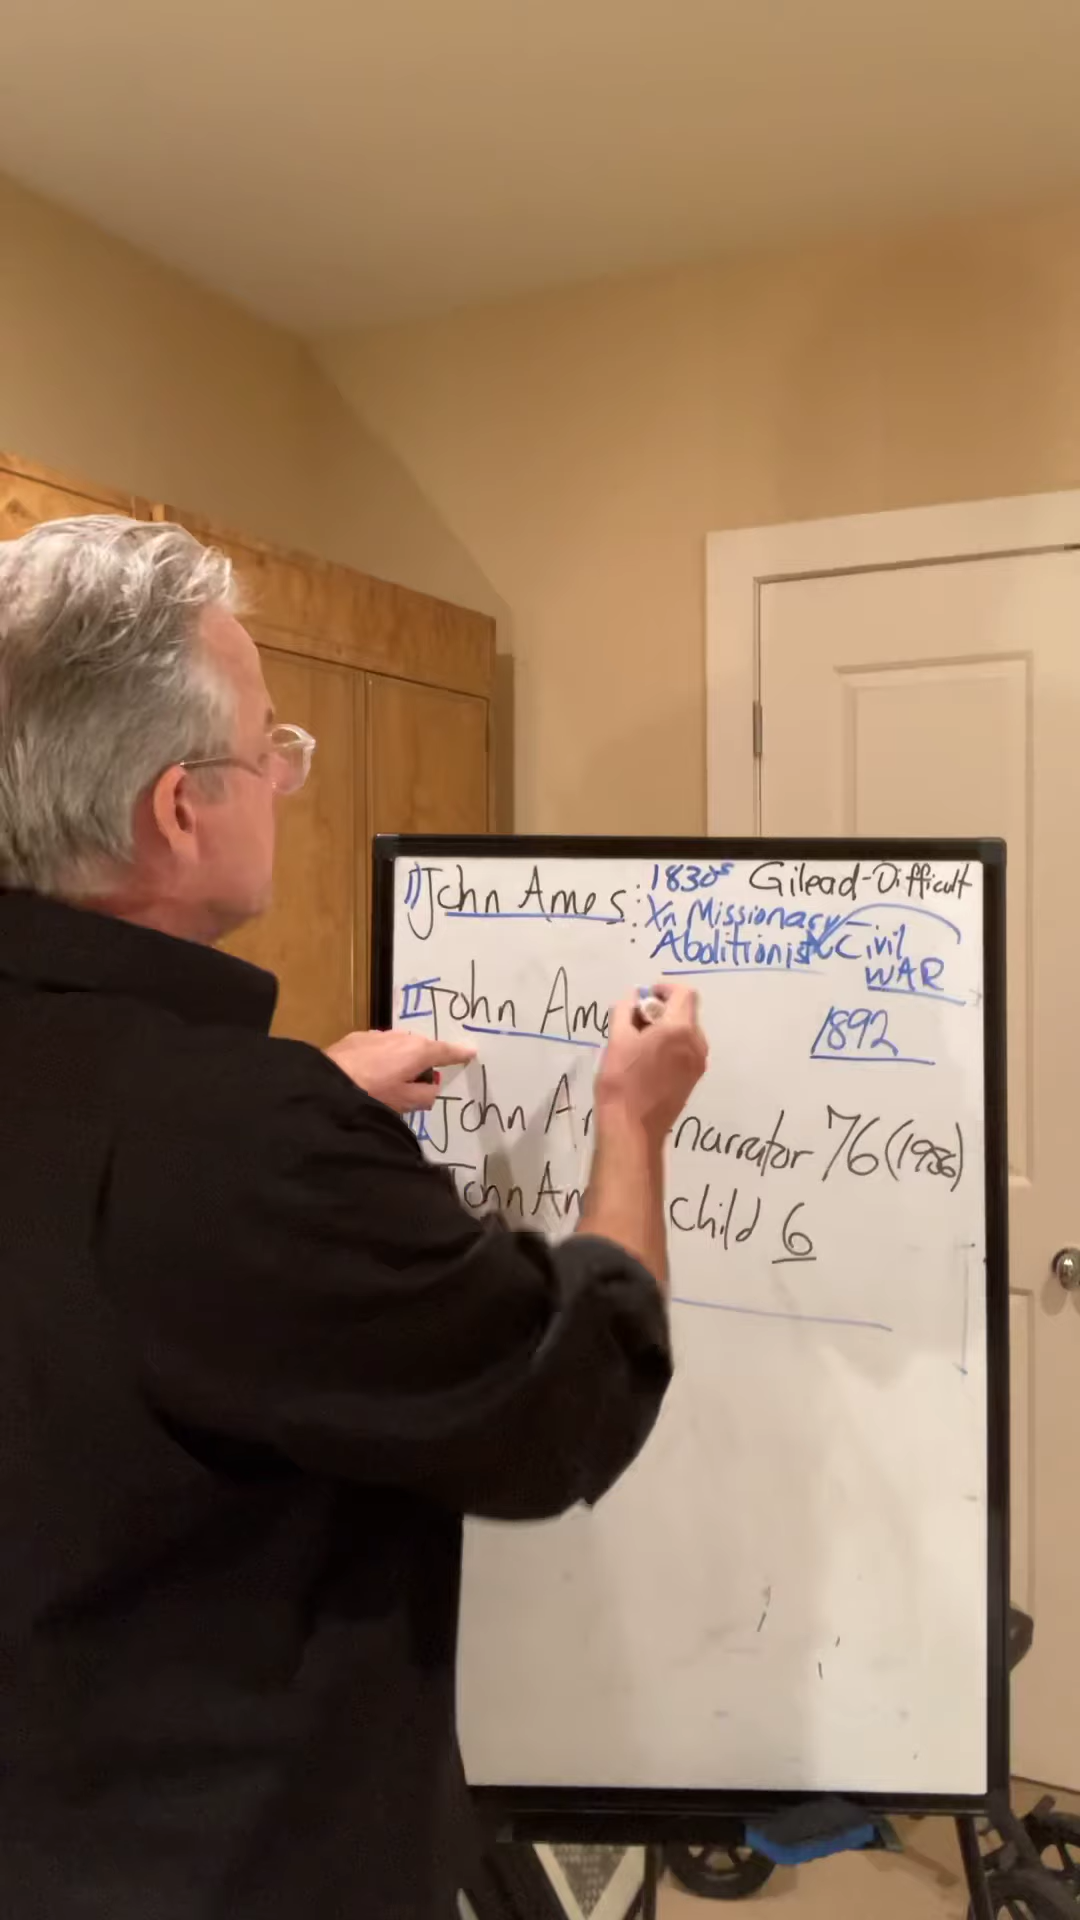 I) John Ames: 1830s Gilead-Difficult
Xn Missionary
Abolitionist Civil
WAR
II John Ame
1892
John A narrator 76 (1956)
John Am child 6